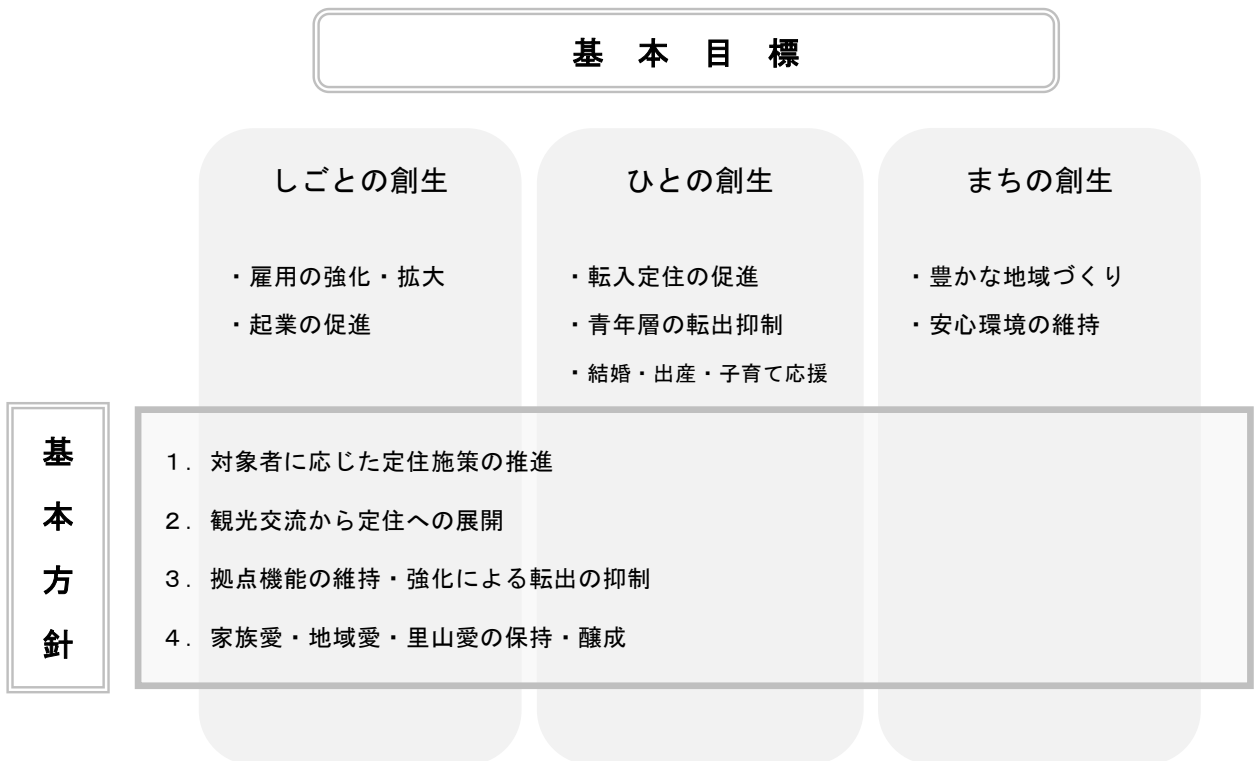 基本目標
しごとの創生
・雇用の強化・拡大
・起業の促進
ひとの創生
・転入定住の促進
・青年層の転出抑制
・結婚・出産・子育て応援
まちの創生
・豊かな地域づくり
・安心環境の維持
基本方針
１．対象者に応じた定住施策の推進
２．観光交流から定住への展開
３．拠点機能の維持・強化による転出の抑制
４．家族愛・地域愛・里山愛の保持・醸成